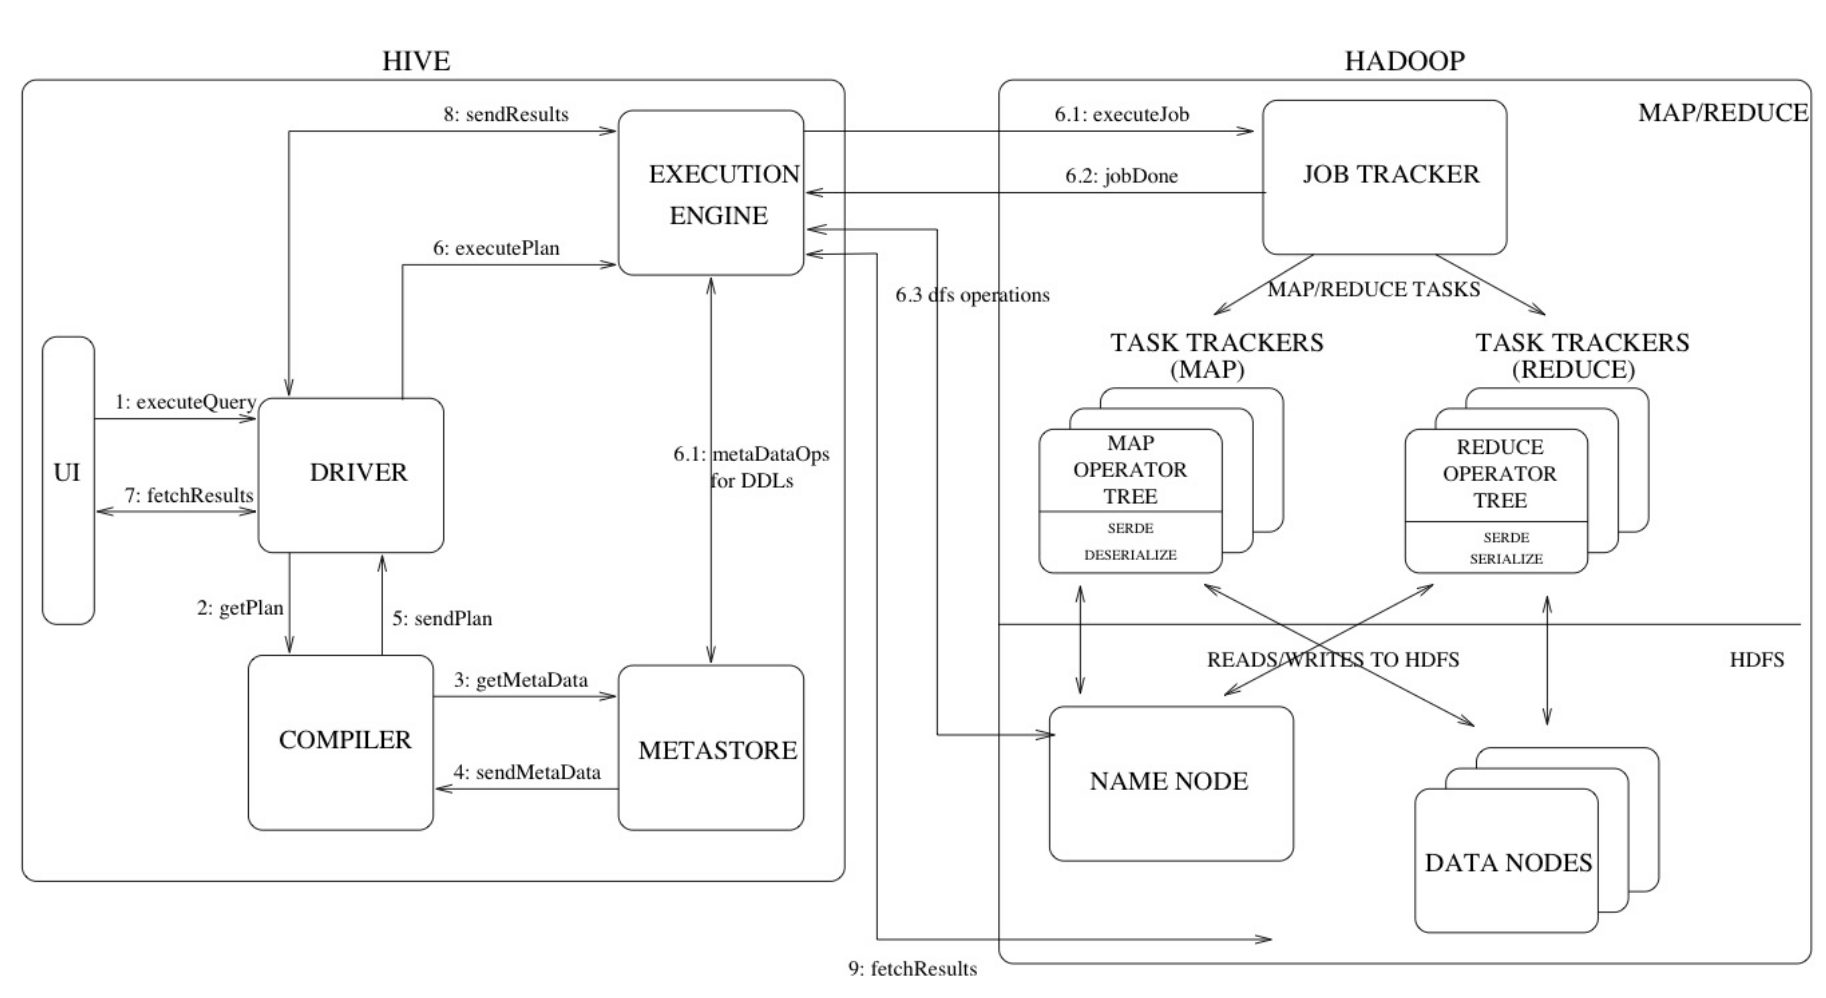 HIVE
HADOOP
MAP/REDUCE
8: sendResults
6.1: executeJob
EXECUTION
ENGINE
JOB TRACKER
6.2: jobDone
6: executePlan
6.3 dfs operations
MAP/REDUCE TASKS
TASK TRACKERS
(MAP)
TASK TRACKERS
(REDUCE)
1: executeQuery
UI
DRIVER
7: fetchResults
6.1: metaDataOps
for DDLs
MAP
OPERATOR
TREE
SERDE
DESERIALIZE
REDUCE
OPERATOR
TREE
SERDE
SERIALIZE
2: getPlan
5: sendPlan
READS/WRITES TO HDFS
HDFS
3: getMetaData
COMPILER
METASTORE
4: sendMetaData
NAME NODE
DATA NODES
9: fetchResults